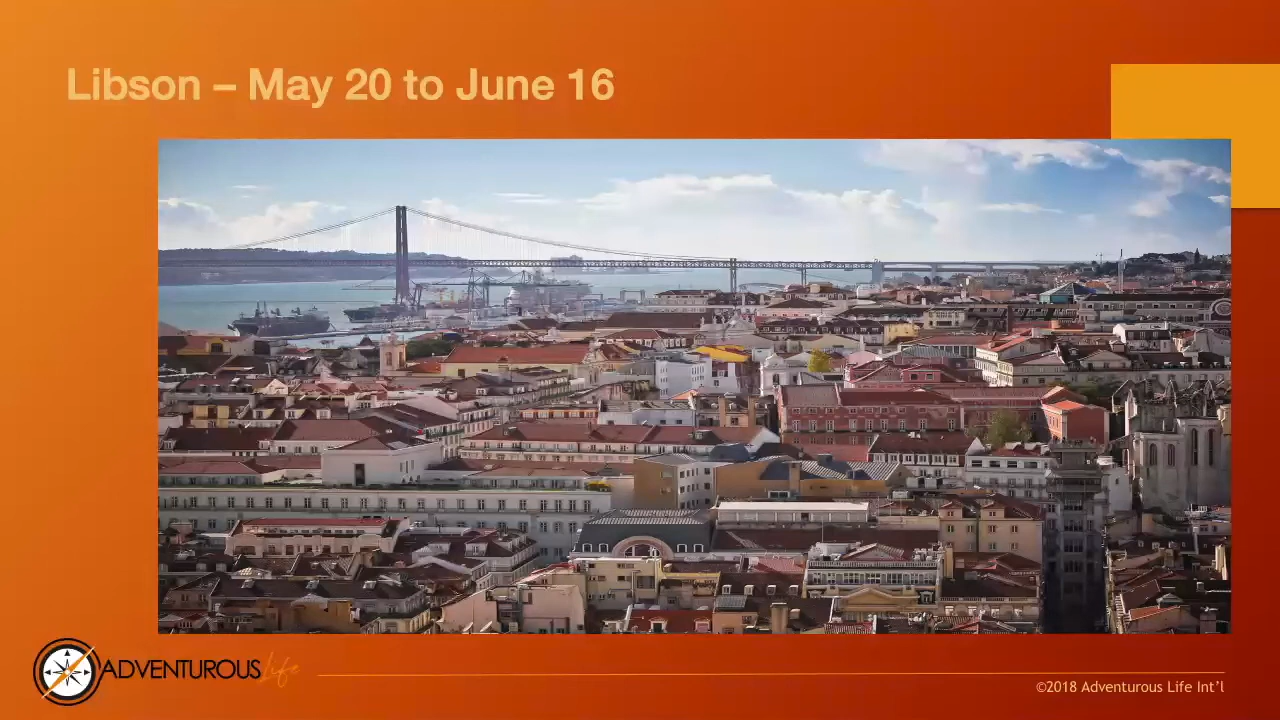 Libson – May 20 to June 16
ADVENTUROUS Life
©2018 Adventurous Life Int'l